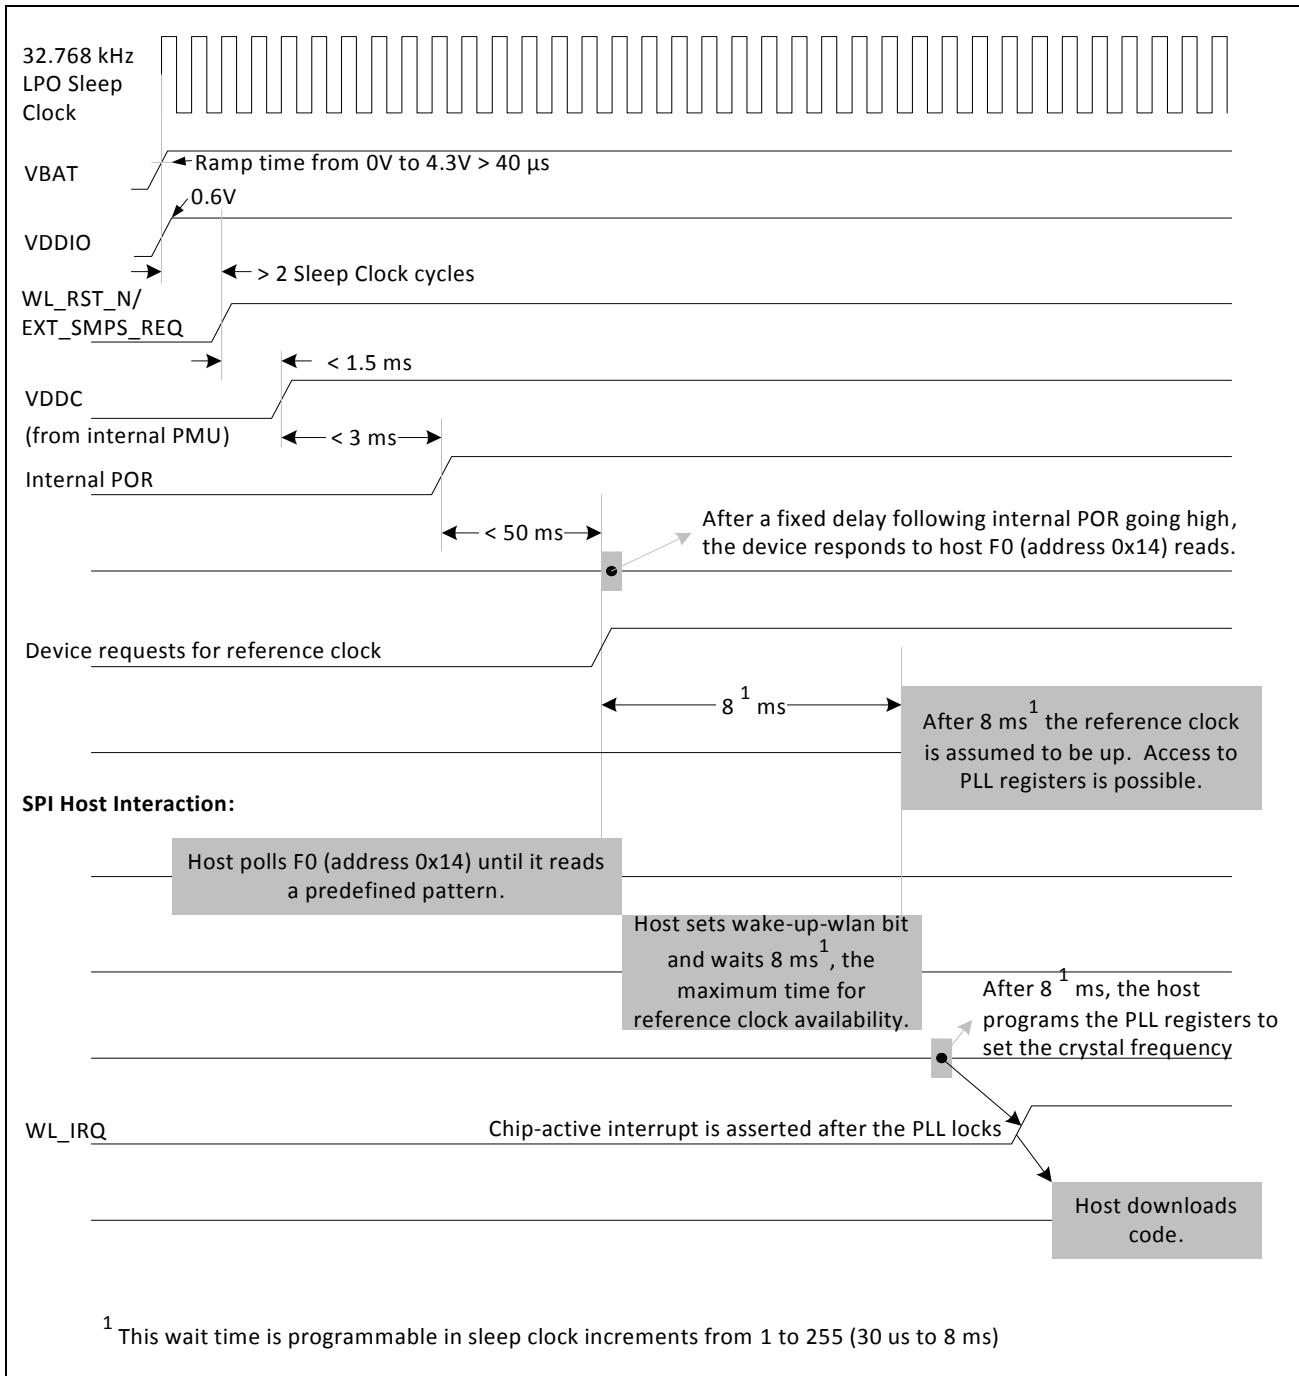 32.768 kHz
LPO Sleep
Clock
Ramp time from 0V to 4.3V > 40 µs
VBAT
0.6V
VDDIO
> 2 Sleep Clock cycles
WL_RST_N/
EXT_SMPS_REQ
< 1.5 ms
VDDC
(from internal PMU)
< 3 ms
Internal POR
After a fixed delay following internal POR going high,
the device responds to host F0 (address 0x14) reads.
< 50 ms
Device requests for reference clock
8 1 ms
After 8 ms1 the reference clock
is assumed to be up. Access to
PLL registers is possible.
SPI Host Interaction:
Host polls F0 (address 0x14) until it reads
a predefined pattern.
Host sets wake-up-wlan bit
and waits 8 ms1, the
maximum time for
reference clock availability.
After 8 1 ms, the host
programs the PLL registers to
set the crystal frequency
WL_IRQ
Chip-active interrupt is asserted after the PLL locks
Host downloads
code.
1 This wait time is programmable in sleep clock increments from 1 to 255 (30 us to 8 ms)